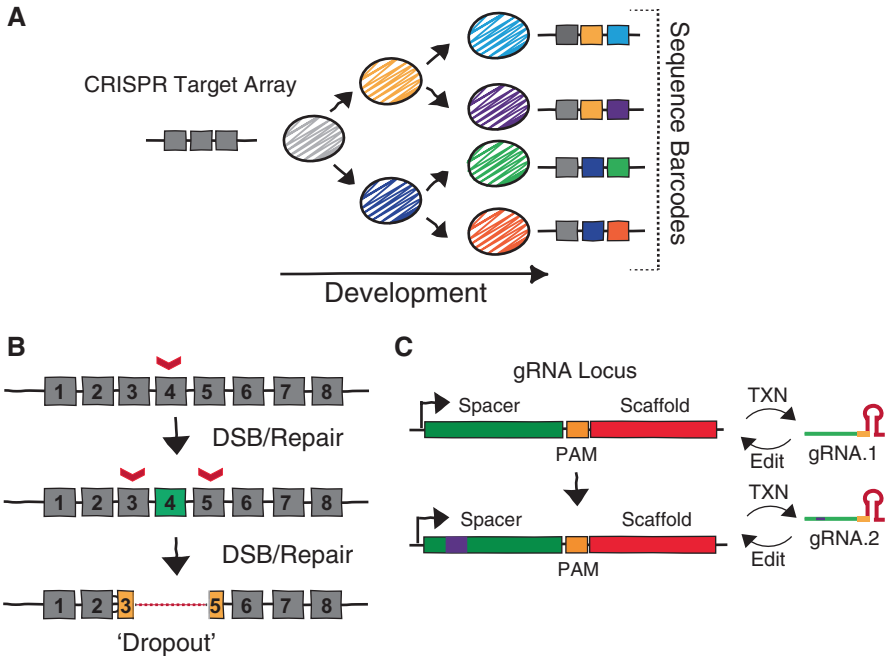 A
CRISPR Target Array
Sequence Barcodes
Development
B
1 2 3 4 5 6 7 8
DSB/Repair
1 2 3 4 5 6 7 8
DSB/Repair
1 2 3 5 6 7 8
'Dropout'
C
gRNA Locus
Spacer Scaffold
PAM
TXN
Edit
gRNA.1
Spacer Scaffold
PAM
TXN
Edit
gRNA.2